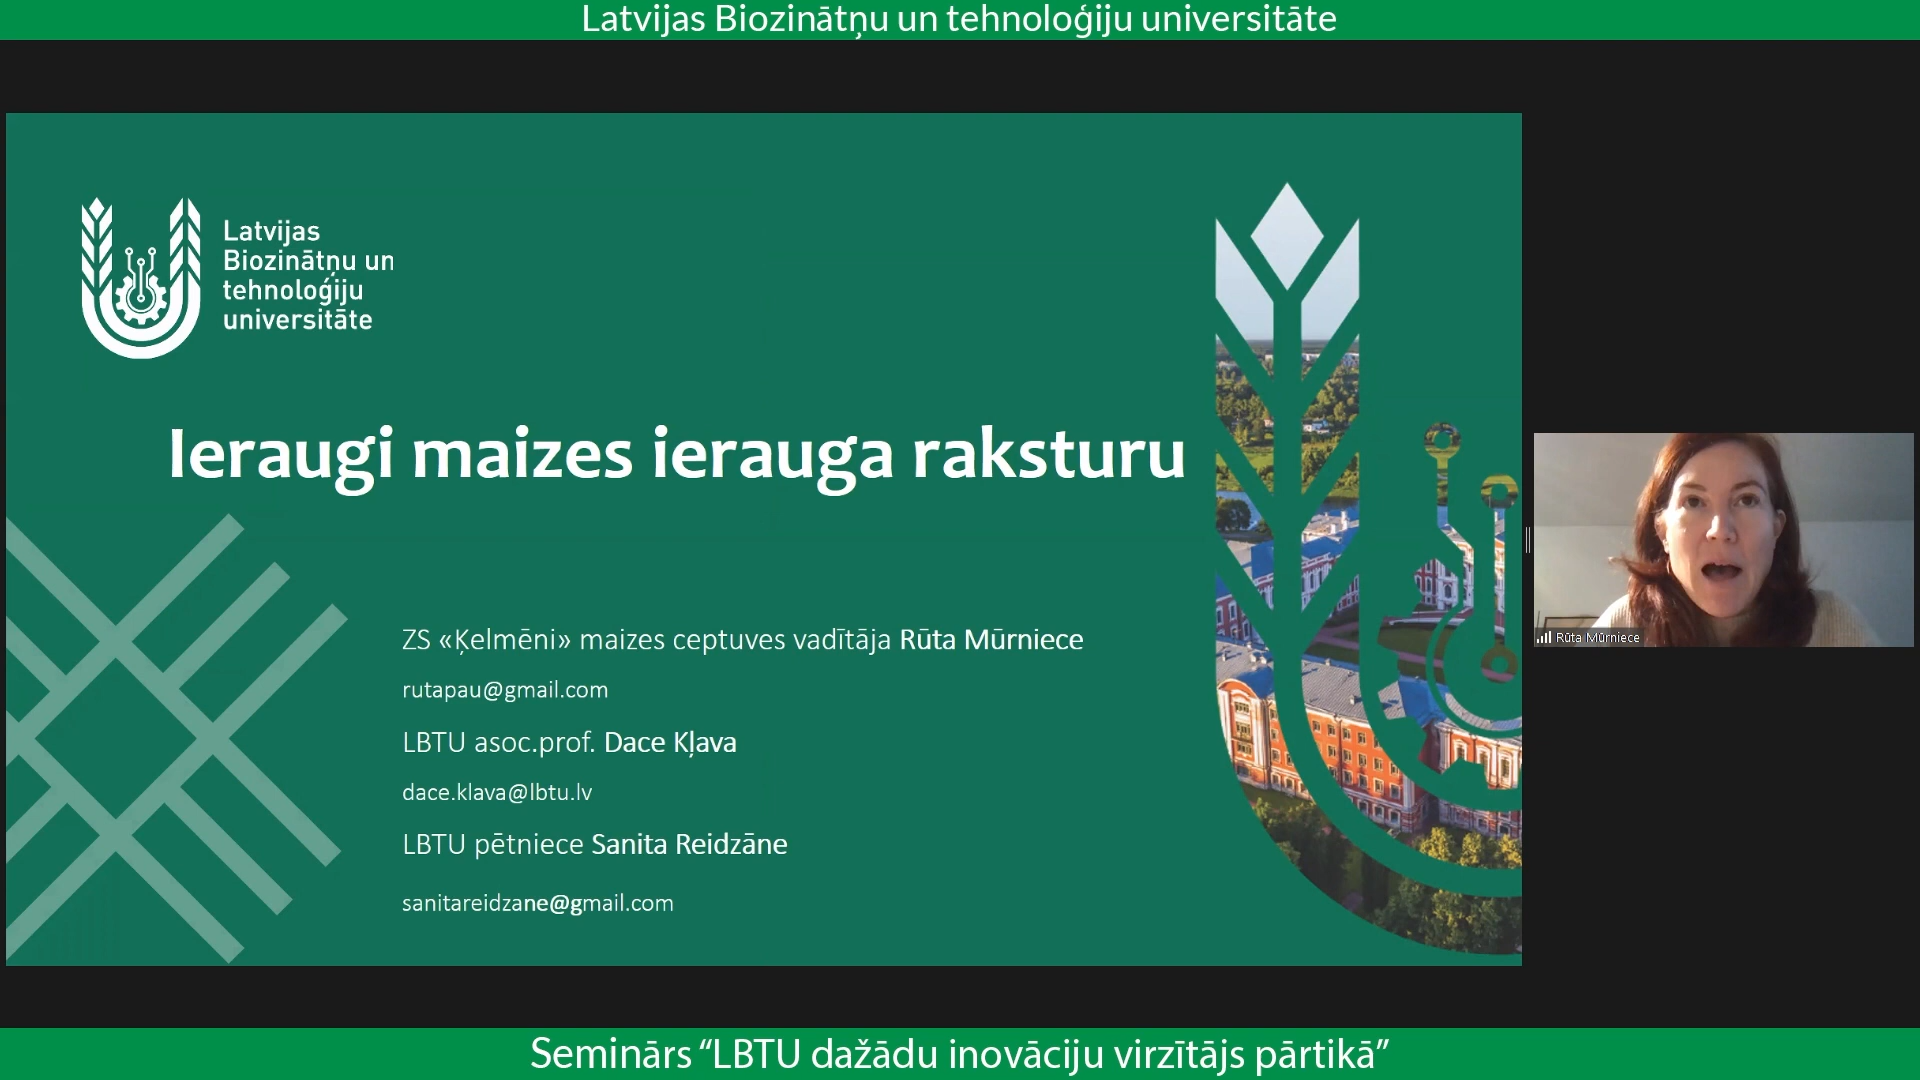 Latvijas Biozinātņu un tehnoloģiju universitāte
Latvijas
Biozinātņu un
tehnoloģiju
universitāte
Ieraugi maizes ierauga raksturu
ZS «Ķelmēni» maizes ceptuves vadītāja Rūta Mūrniece
rutapau@gmail.com
LBTU asoc.prof. Dace Kļava
dace.klava@lbtu.lv
LBTU pētniece Sanita Reidzāne
sanitareidzane@gmail.com
Rūta Mūrniece
Seminārs “LBTU dažādu inovāciju virzītājs pārtikā”